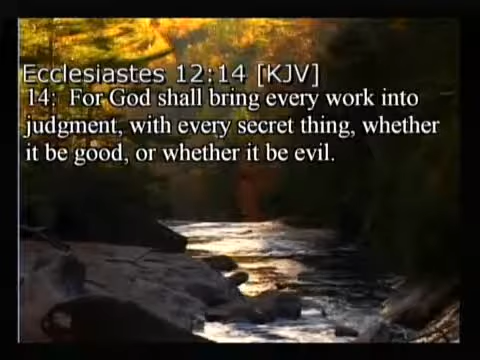 Ecclesiastes 12:14 [KJV]
14:  For God shall bring every work into
judgment, with every secret thing, whether
it be good, or whether it be evil.